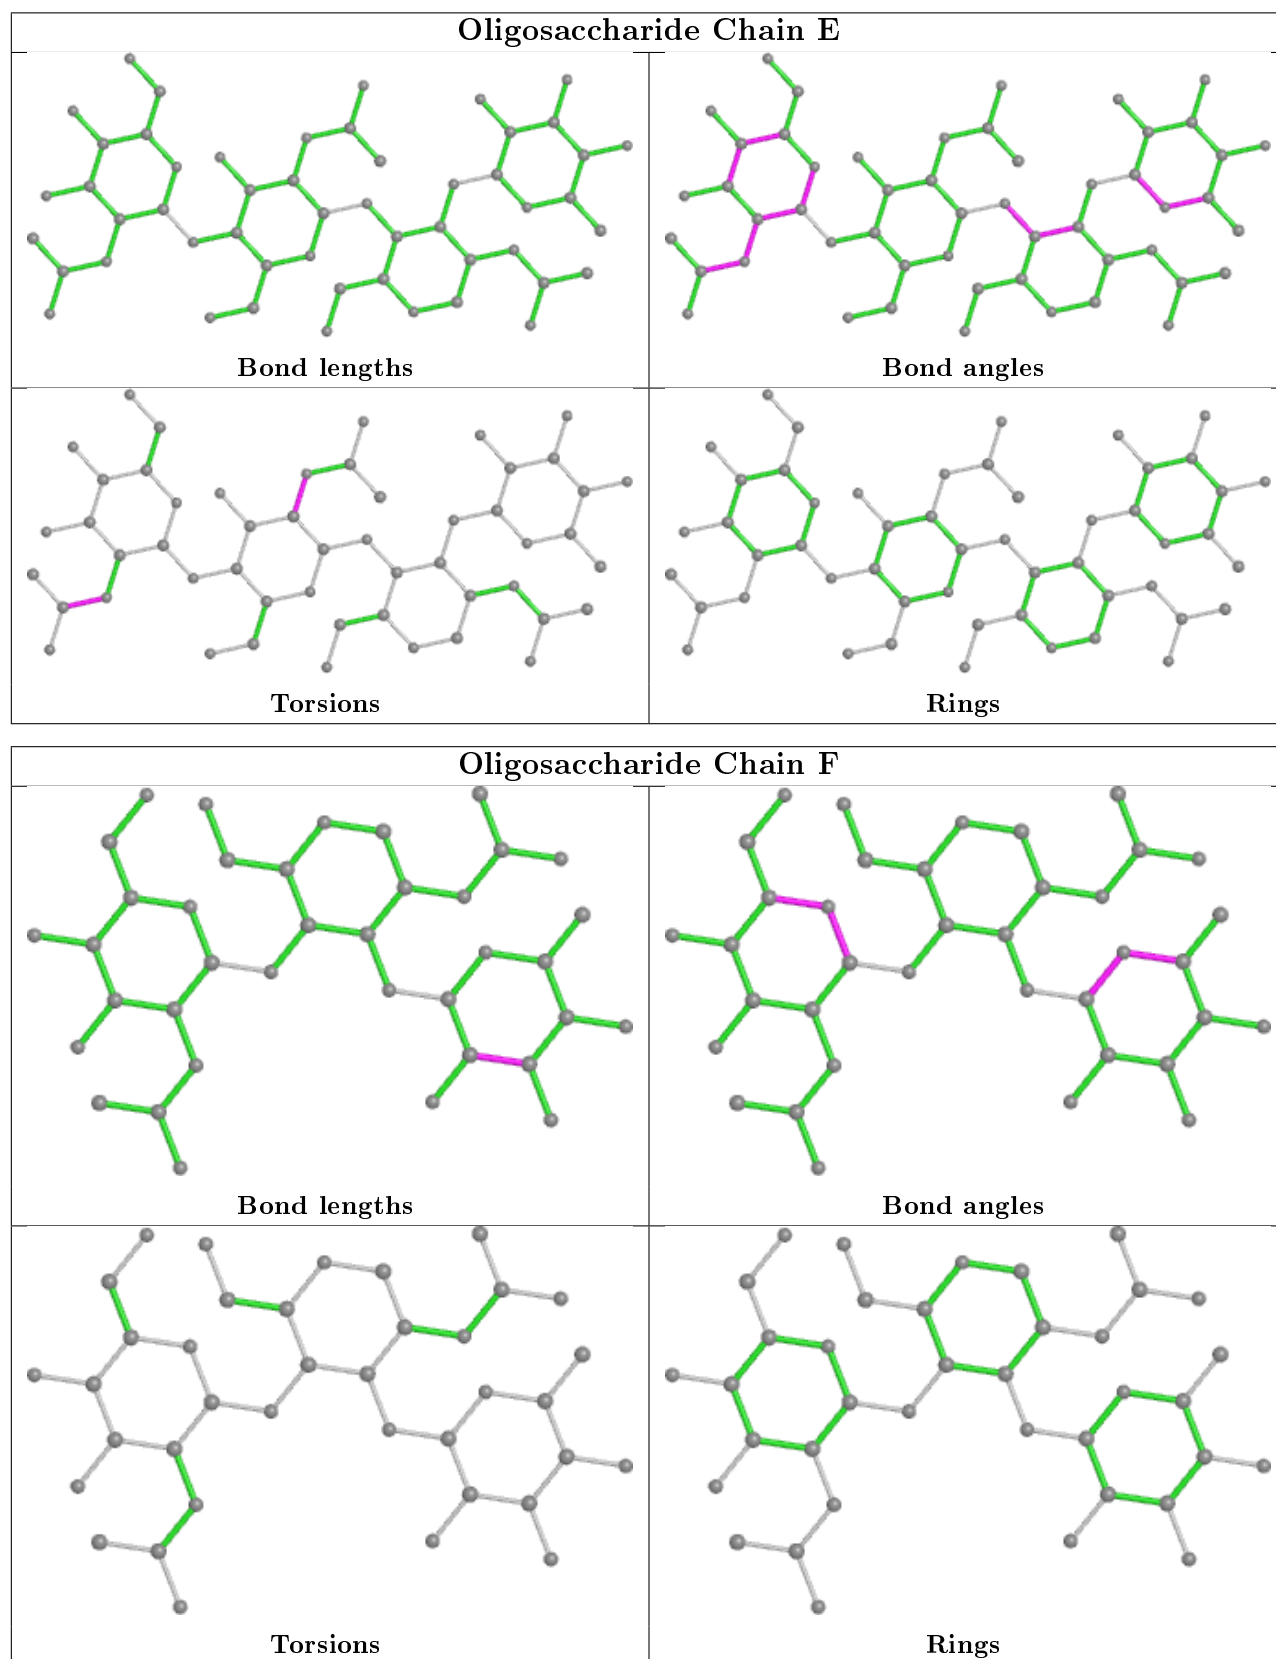 Oligosaccharide Chain E
Bond lengths
Bond angles
Torsions
Rings
Oligosaccharide Chain F
Bond lengths
Bond angles
Torsions
Rings